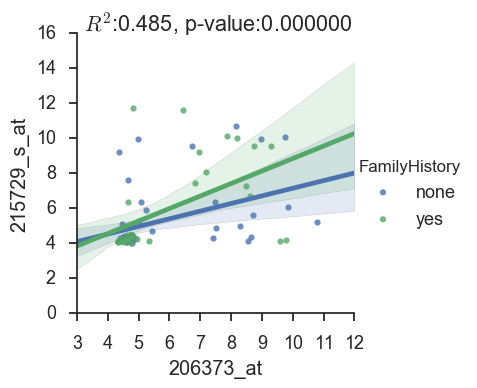 R²:0.485, p-value:0.000000
16
14
12
10
8
6
4
2
0
215729_s_at
3 4 5 6 7 8 9 10 11 12
206373_at
FamilyHistory
none
yes